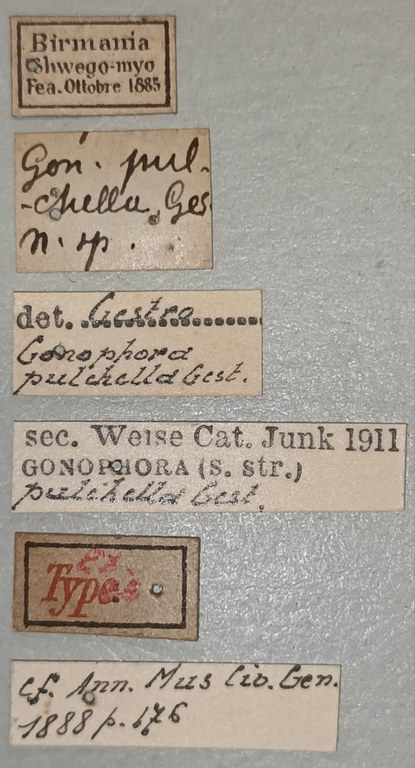 Birmania
Shwego-myo
Fea. Ottobre 1885
Gon. pul-
-chella, Ges.
n. sp.
det. Gestro
Gonophora
pulchella Gest.
sec. Weise Cat. Junk 1911
GONOPHORA (s. str.)
pulchella Gest.
Ex
Types
cf. Ann. Mus Civ. Gen.
1888 p. 176